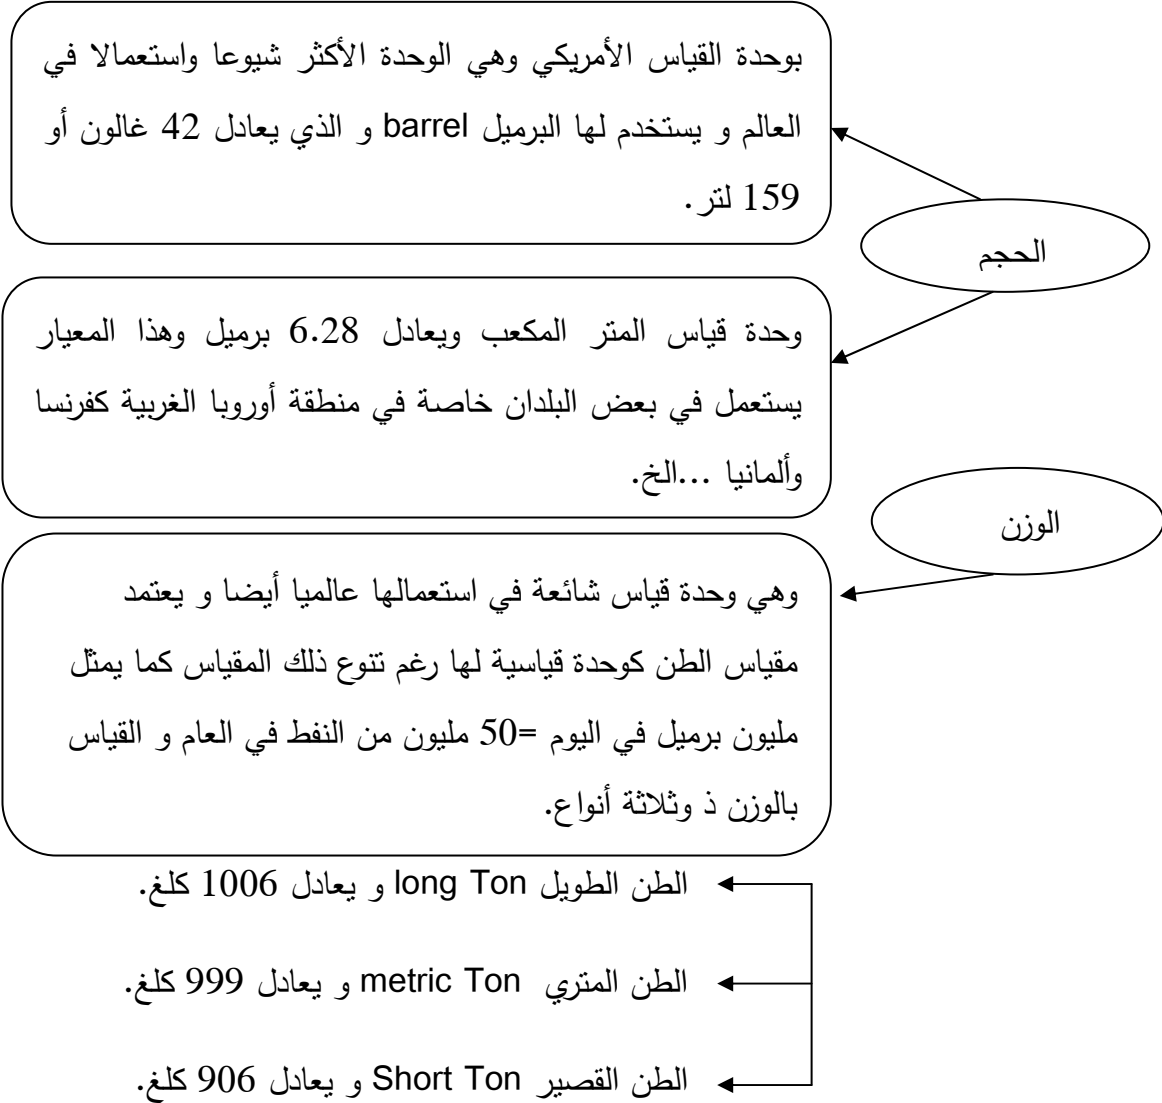 بوحدة القياس الأمريكي وهي الوحدة الأكثر شيوعا واستعمالا في
العالم و يستخدم لها البرميل barrel و الذي يعادل 42 غالون أو
159 لتر.
الحجم
وحدة قياس المتر المكعب ويعادل 6.28 برميل وهذا المعيار
يستعمل في بعض البلدان خاصة في منطقة أوروبا الغربية كفرنسا
وألمانيا ...الخ.
الوزن
وهي وحدة قياس شائعة في استعمالها عالميا أيضا و يعتمد
مقياس الطن كوحدة قياسية لها رغم تنوع ذلك المقياس كما يمثل
مليون برميل في اليوم =50 مليون من النفط في العام و القياس
بالوزن ذ وثلاثة أنواع.
الطن الطويل long Ton و يعادل 1006 كلغ.
الطن المتري metric Ton و يعادل 999 كلغ.
الطن القصير Short Ton و يعادل 906 كلغ.